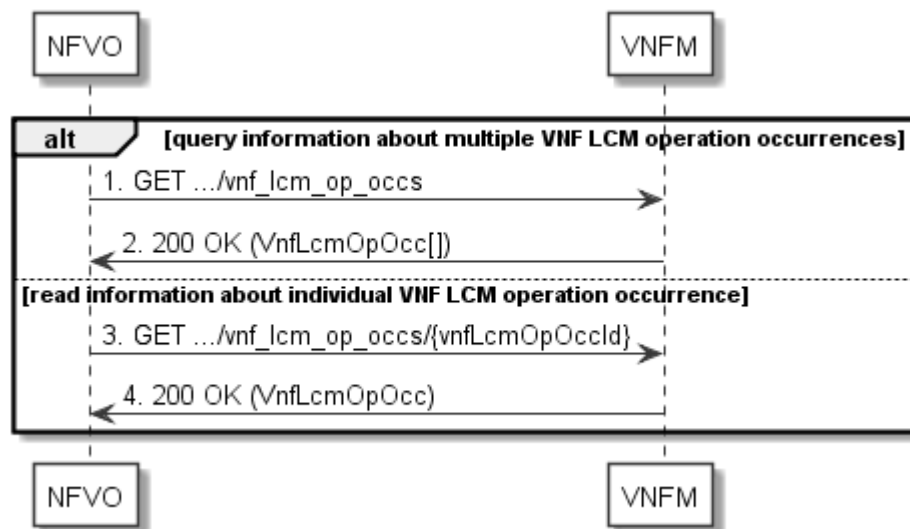 NFVO VNFM
alt [query information about multiple VNF LCM operation occurrences]
1. GET .../vnf_lcm_op_occs
2. 200 OK (VnfLcmOpOcc[])
[read information about individual VNF LCM operation occurrence]
3. GET .../vnf_lcm_op_occs/{vnfLcmOpOccId}
4. 200 OK (VnfLcmOpOcc)
NFVO VNFM